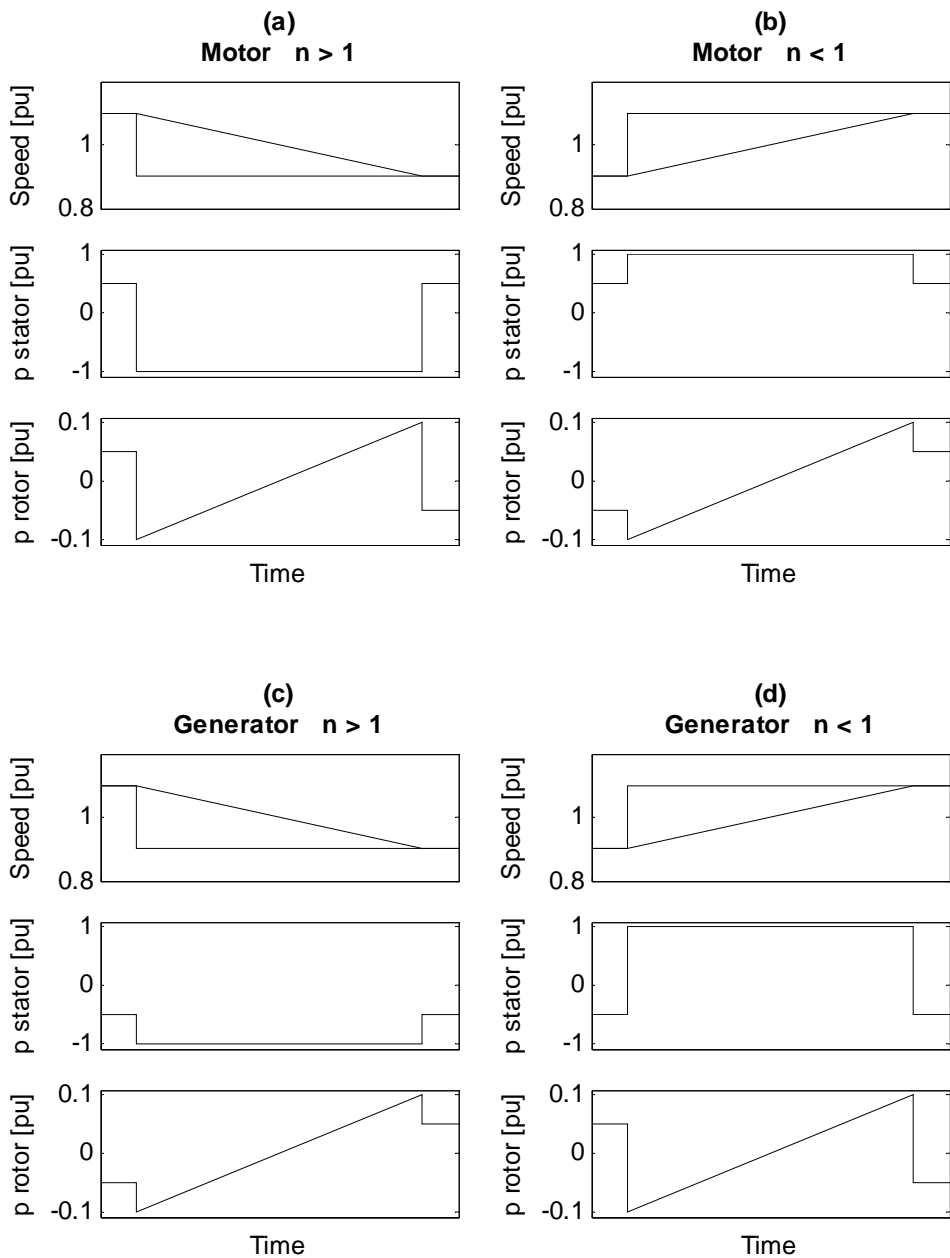 (a)
Motor n > 1
Speed [pu]
1
0.8
p stator [pu]
1
0
-1
p rotor [pu]
0.1
0
-0.1
Time
(b)
Motor n < 1
Speed [pu]
1
0.8
p stator [pu]
1
0
-1
p rotor [pu]
0.1
0
-0.1
Time
(c)
Generator n > 1
Speed [pu]
1
0.8
p stator [pu]
1
0
-1
p rotor [pu]
0.1
0
-0.1
Time
(d)
Generator n < 1
Speed [pu]
1
0.8
p stator [pu]
1
0
-1
p rotor [pu]
0.1
0
-0.1
Time